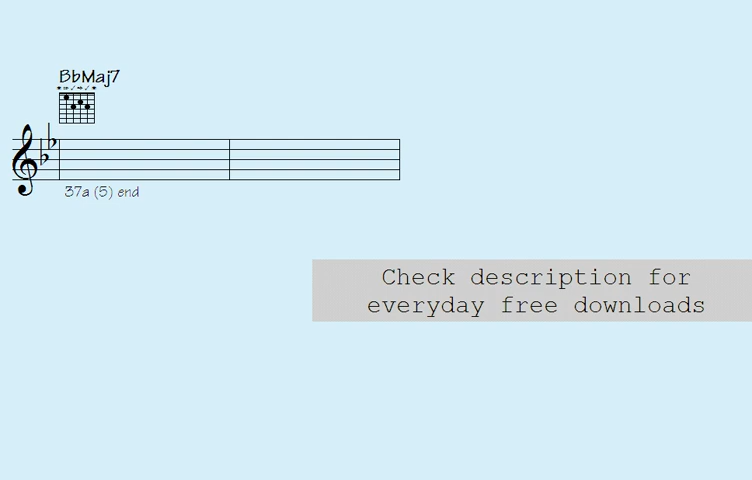 BbMaj7
37a (5) end
Check description for
everyday free downloads